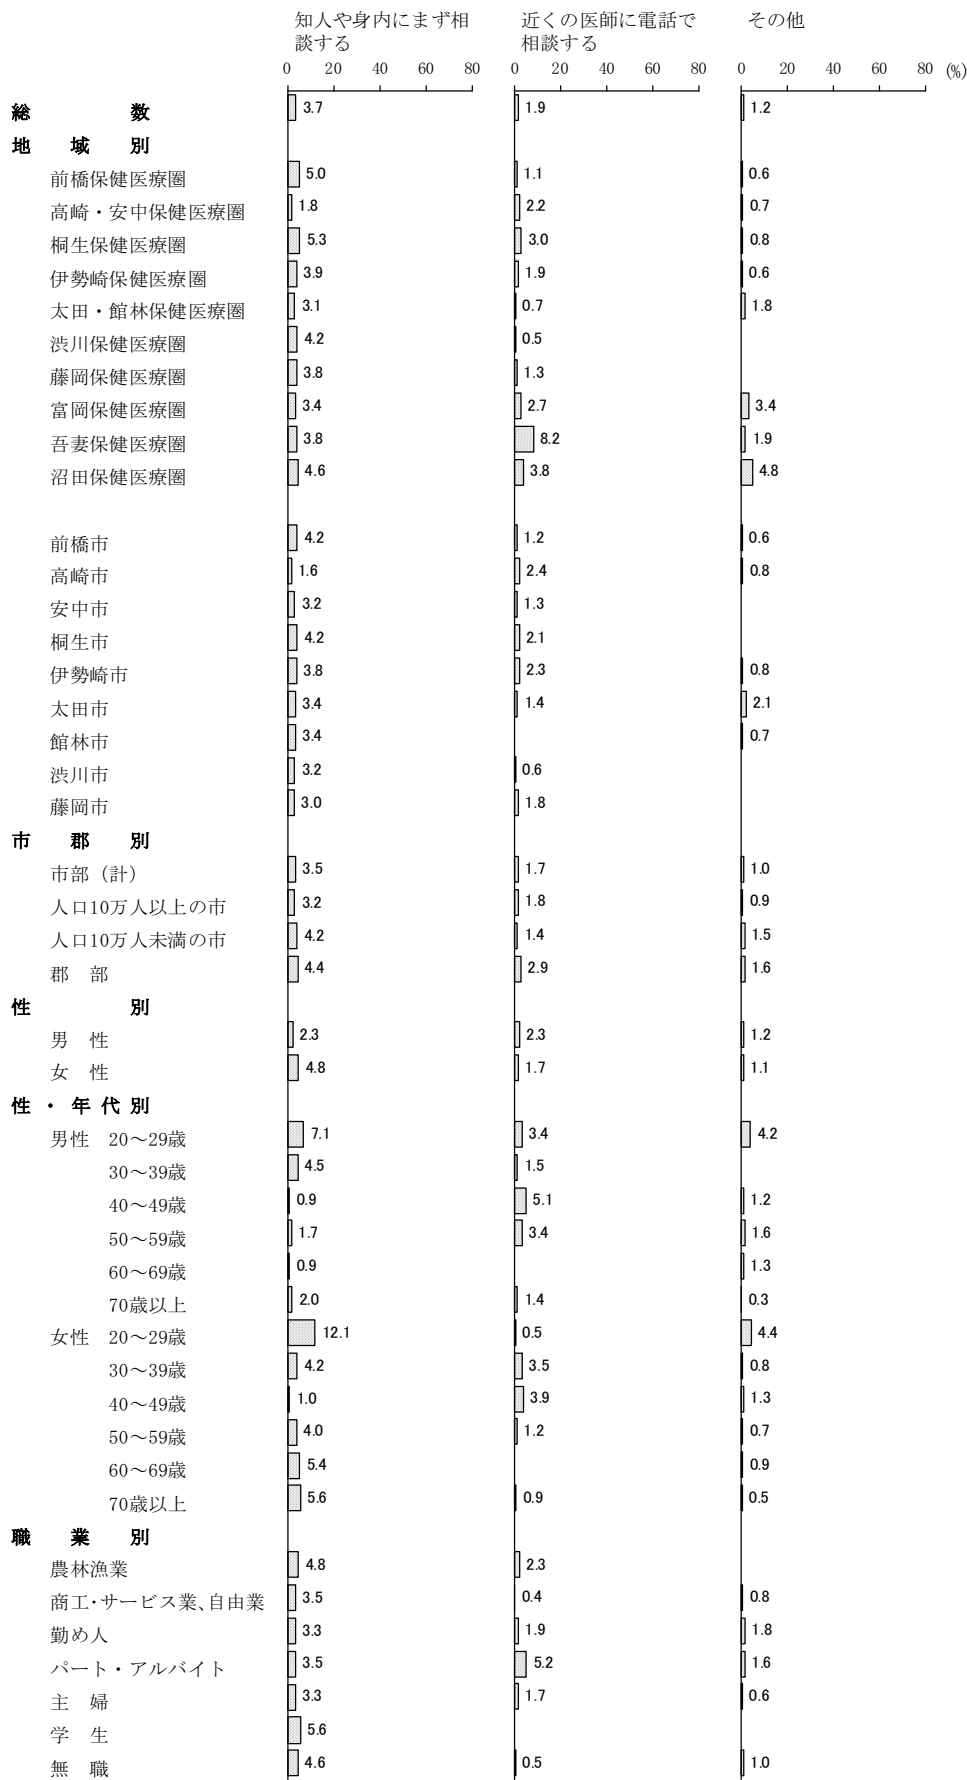 知人や身内にまず相 近くの医師に電話で その他
談する 相談する
0 20 40 60 80 0 20 40 60 80 0 20 40 60 80 (%)
総 数 3.7 1.9 1.2
地 域 別
前橋保健医療圏 5.0 1.1 0.6
高崎・安中保健医療圏 1.8 2.2 0.7
桐生保健医療圏 5.3 3.0 0.8
伊勢崎保健医療圏 3.9 1.9 0.6
太田・館林保健医療圏 3.1 0.7 1.8
渋川保健医療圏 4.2 0.5
藤岡保健医療圏 3.8 1.3
富岡保健医療圏 3.4 2.7 3.4
吾妻保健医療圏 3.8 8.2 1.9
沼田保健医療圏 4.6 3.8 4.8
前橋市 4.2 1.2 0.6
高崎市 1.6 2.4 0.8
安中市 3.2 1.3
桐生市 4.2 2.1
伊勢崎市 3.8 2.3 0.8
太田市 3.4 1.4 2.1
館林市 3.4 0.7
渋川市 3.2 0.6
藤岡市 3.0 1.8
市 郡 別
市部（計） 3.5 1.7 1.0
人口10万人以上の市 3.2 1.8 0.9
人口10万人未満の市 4.2 1.4 1.5
郡 部 4.4 2.9 1.6
性 別
男 性 2.3 2.3 1.2
女 性 4.8 1.7 1.1
性 ・ 年 代 別
男性 20～29歳 7.1 3.4 4.2
30～39歳 4.5 1.5
40～49歳 0.9 5.1 1.2
50～59歳 1.7 3.4 1.6
60～69歳 0.9 1.3
70歳以上 2.0 1.4 0.3
女性 20～29歳 12.1 0.5 4.4
30～39歳 4.2 3.5 0.8
40～49歳 1.0 3.9 1.3
50～59歳 4.0 1.2 0.7
60～69歳 5.4 0.9
70歳以上 5.6 0.9 0.5
職 業 別
農林漁業 4.8 2.3
商工・サービス業、自由業 3.5 0.4 0.8
勤め人 3.3 1.9 1.8
パート・アルバイト 3.5 5.2 1.6
主 婦 3.3 1.7 0.6
学 生 5.6
無 職 4.6 0.5 1.0